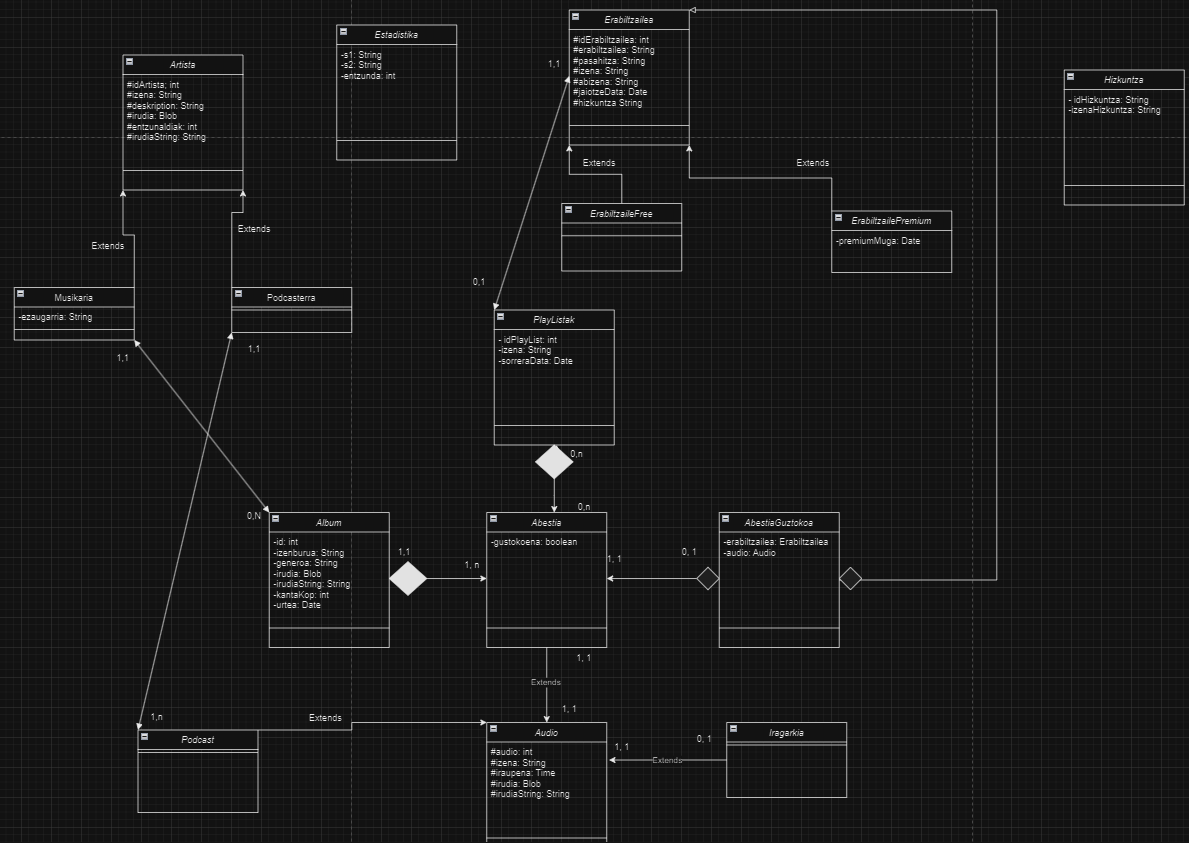 Erabiltzailea
#idErabiltzailea: int
#erabiltzailea: String
#pasahitza: String
#izena: String
#abizena: String
#jaiotzeData: Date
#hizkuntza String
Estadistika
-s1: String
-s2: String
-entzunda: int
Artista
#idArtista; int
#izena: String
#deskription: String
#irudia: Blob
#entzunaldiak: int
#irudiaString: String
Hizkuntza
- idHizkuntza: String
-izenaHizkuntza: String
1,1
Extends
Extends
ErabiltzaileFree
ErabiltzailePremium
-premiumMuga: Date
Extends
Extends
0,1
Musikaria
-ezaugarria: String
Podcasterra
1,1
1,1
PlayListak
- idPlayList: int
-izena: String
-sorreraData: Date
0,n
0,n
0,N
Album
-id: int
-izenburua: String
-generoa: String
-irudia: Blob
-irudiaString: String
-kantaKop: int
-urtea: Date
1,1
1, n
Abestia
-gustokoena: boolean
1, 1
0, 1
AbestiaGuztokoa
-erabiltzailea: Erabiltzailea
-audio: Audio
1, 1
Extends
1, 1
1,n
Extends
Podcast
Audio
#audio: int
#izena: String
#iraupena: Time
#irudia: Blob
#irudiaString: String
1, 1
Extends
0, 1
Iragarkia